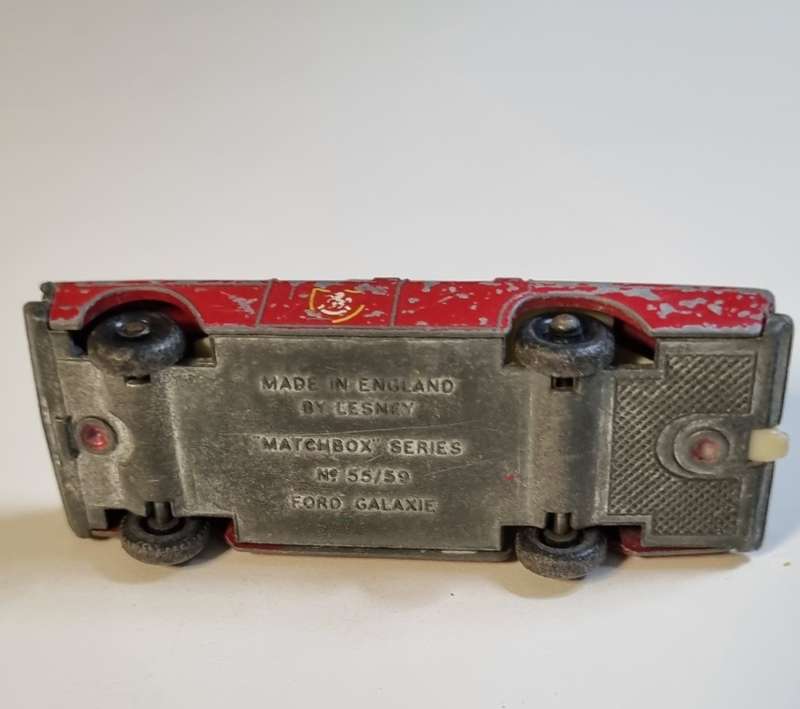 MADE IN ENGLAND
BY LESNEY
"MATCHBOX" SERIES
Nº 55/59
FORD GALAXIE